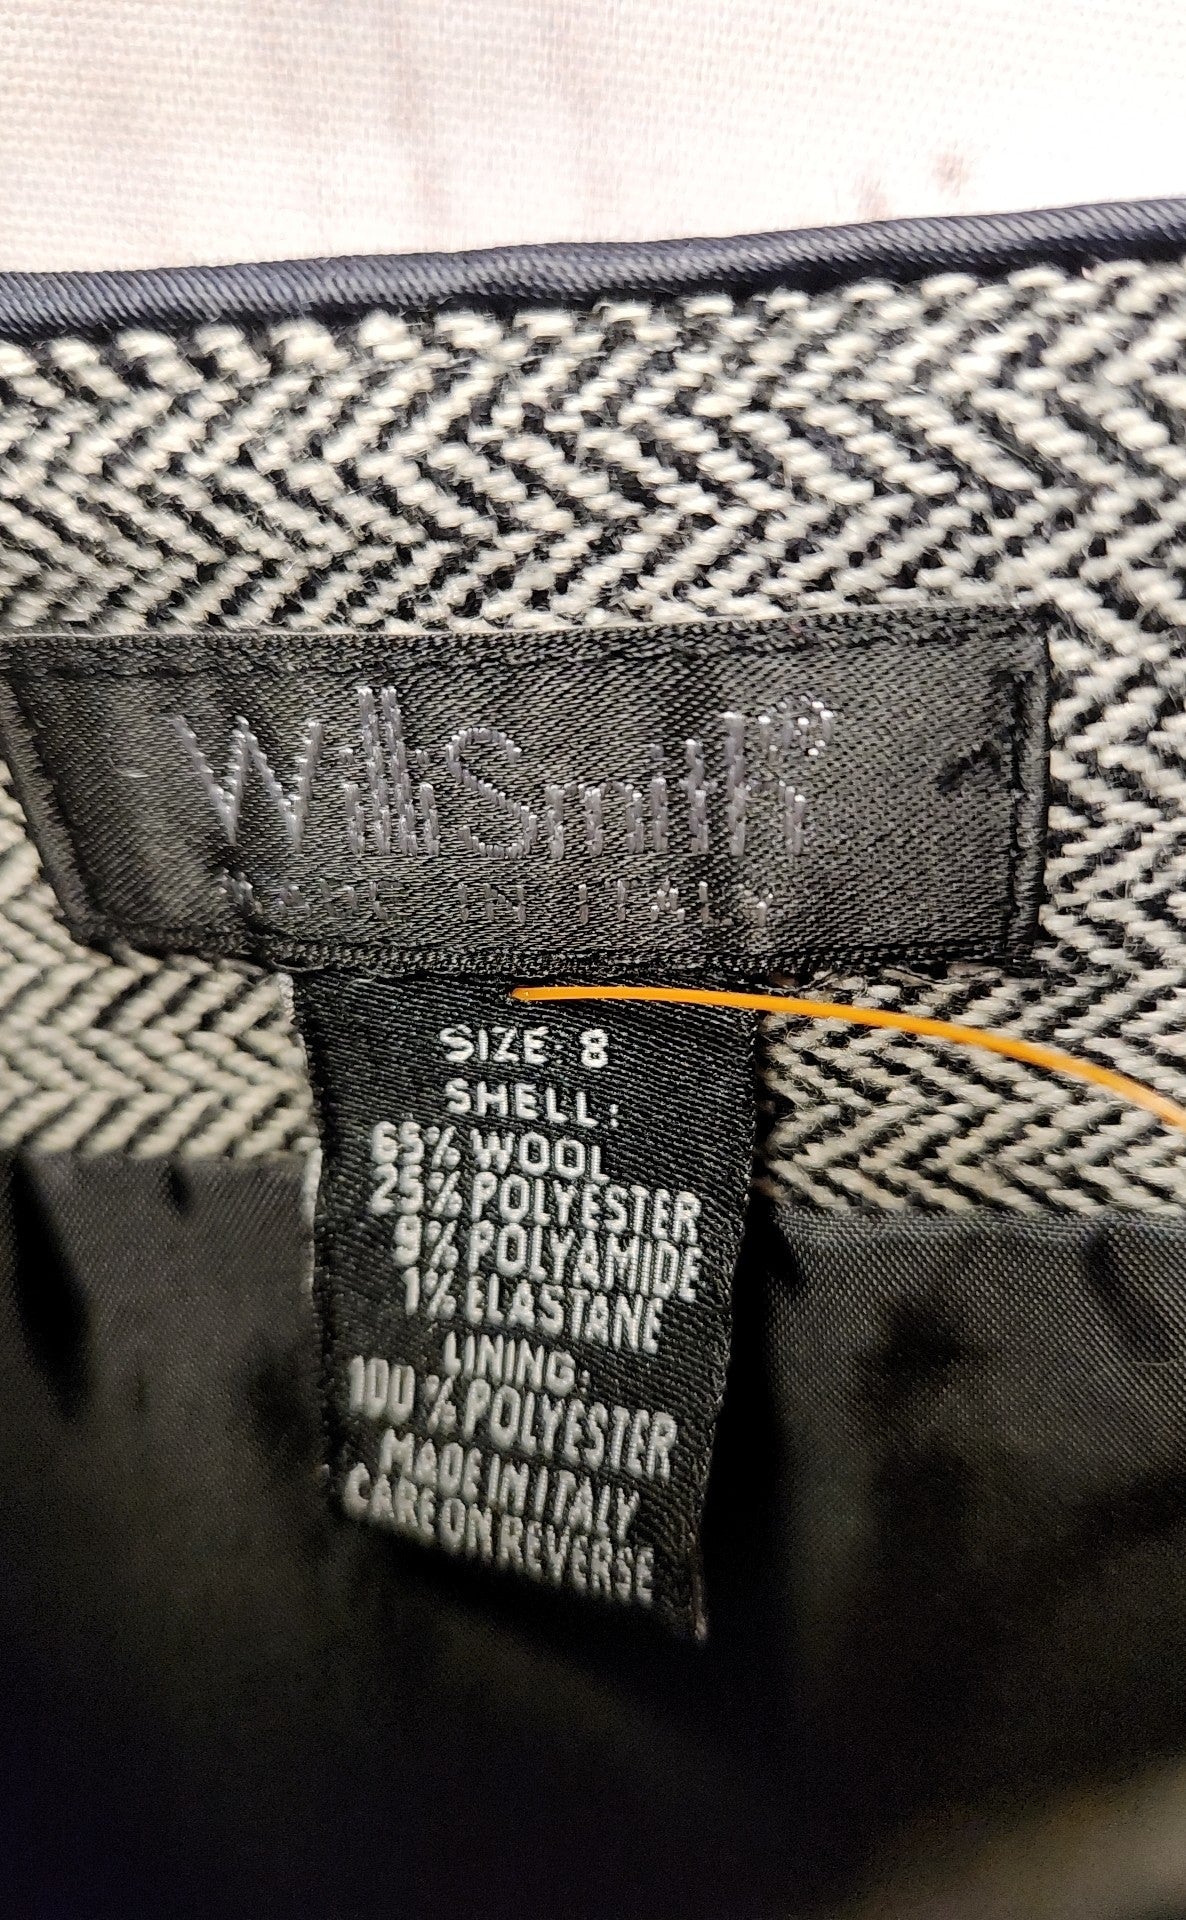 WilliSmith®
MADE IN ITALY
SIZE 8
SHELL:
65% WOOL
25% POLYESTER
9% POLYAMIDE
1% ELASTANE
LINING:
100% POLYESTER
MADE IN ITALY
CARE ON REVERSE